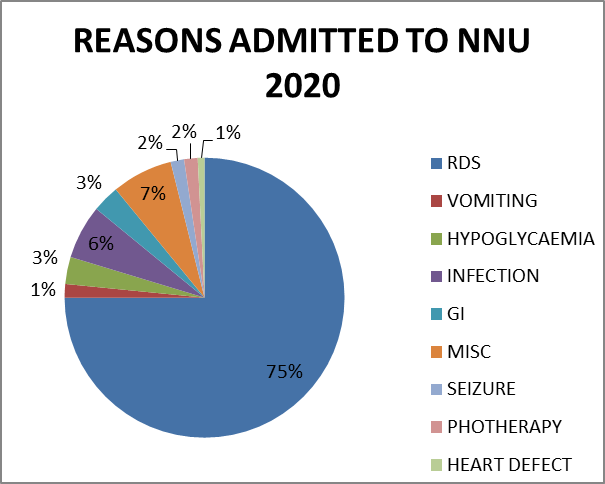 REASONS ADMITTED TO NNU
2020
2%
2%
1%
3%
7%
6%
3%
1%
75%
RDS
VOMITING
HYPOGLYCAEMIA
INFECTION
GI
MISC
SEIZURE
PHOTHERAPY
HEART DEFECT